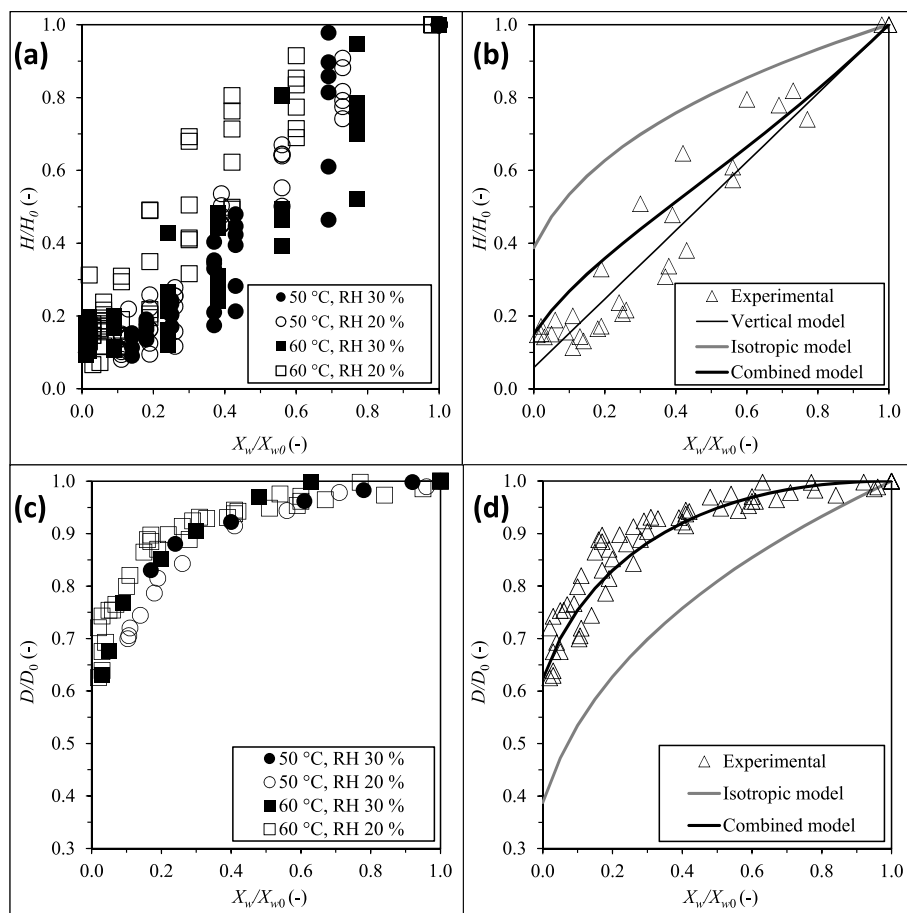 (a)
H/H0 (-)
1.0
0.8
0.6
0.4
0.2
0.0
50 °C, RH 30 %
50 °C, RH 20 %
60 °C, RH 30 %
60 °C, RH 20 %
0.0 0.2 0.4 0.6 0.8 1.0
Xw/Xw0 (-)
(b)
H/H0 (-)
1.0
0.8
0.6
0.4
0.2
0.0
Experimental
Vertical model
Isotropic model
Combined model
0.0 0.2 0.4 0.6 0.8 1.0
Xw/Xw0 (-)
(c)
D/D0 (-)
1.0
0.9
0.8
0.7
0.6
0.5
0.4
0.3
50 °C, RH 30 %
50 °C, RH 20 %
60 °C, RH 30 %
60 °C, RH 20 %
0.0 0.2 0.4 0.6 0.8 1.0
Xw/Xw0 (-)
(d)
D/D0 (-)
1.0
0.9
0.8
0.7
0.6
0.5
0.4
0.3
Experimental
Isotropic model
Combined model
0.0 0.2 0.4 0.6 0.8 1.0
Xw/Xw0 (-)